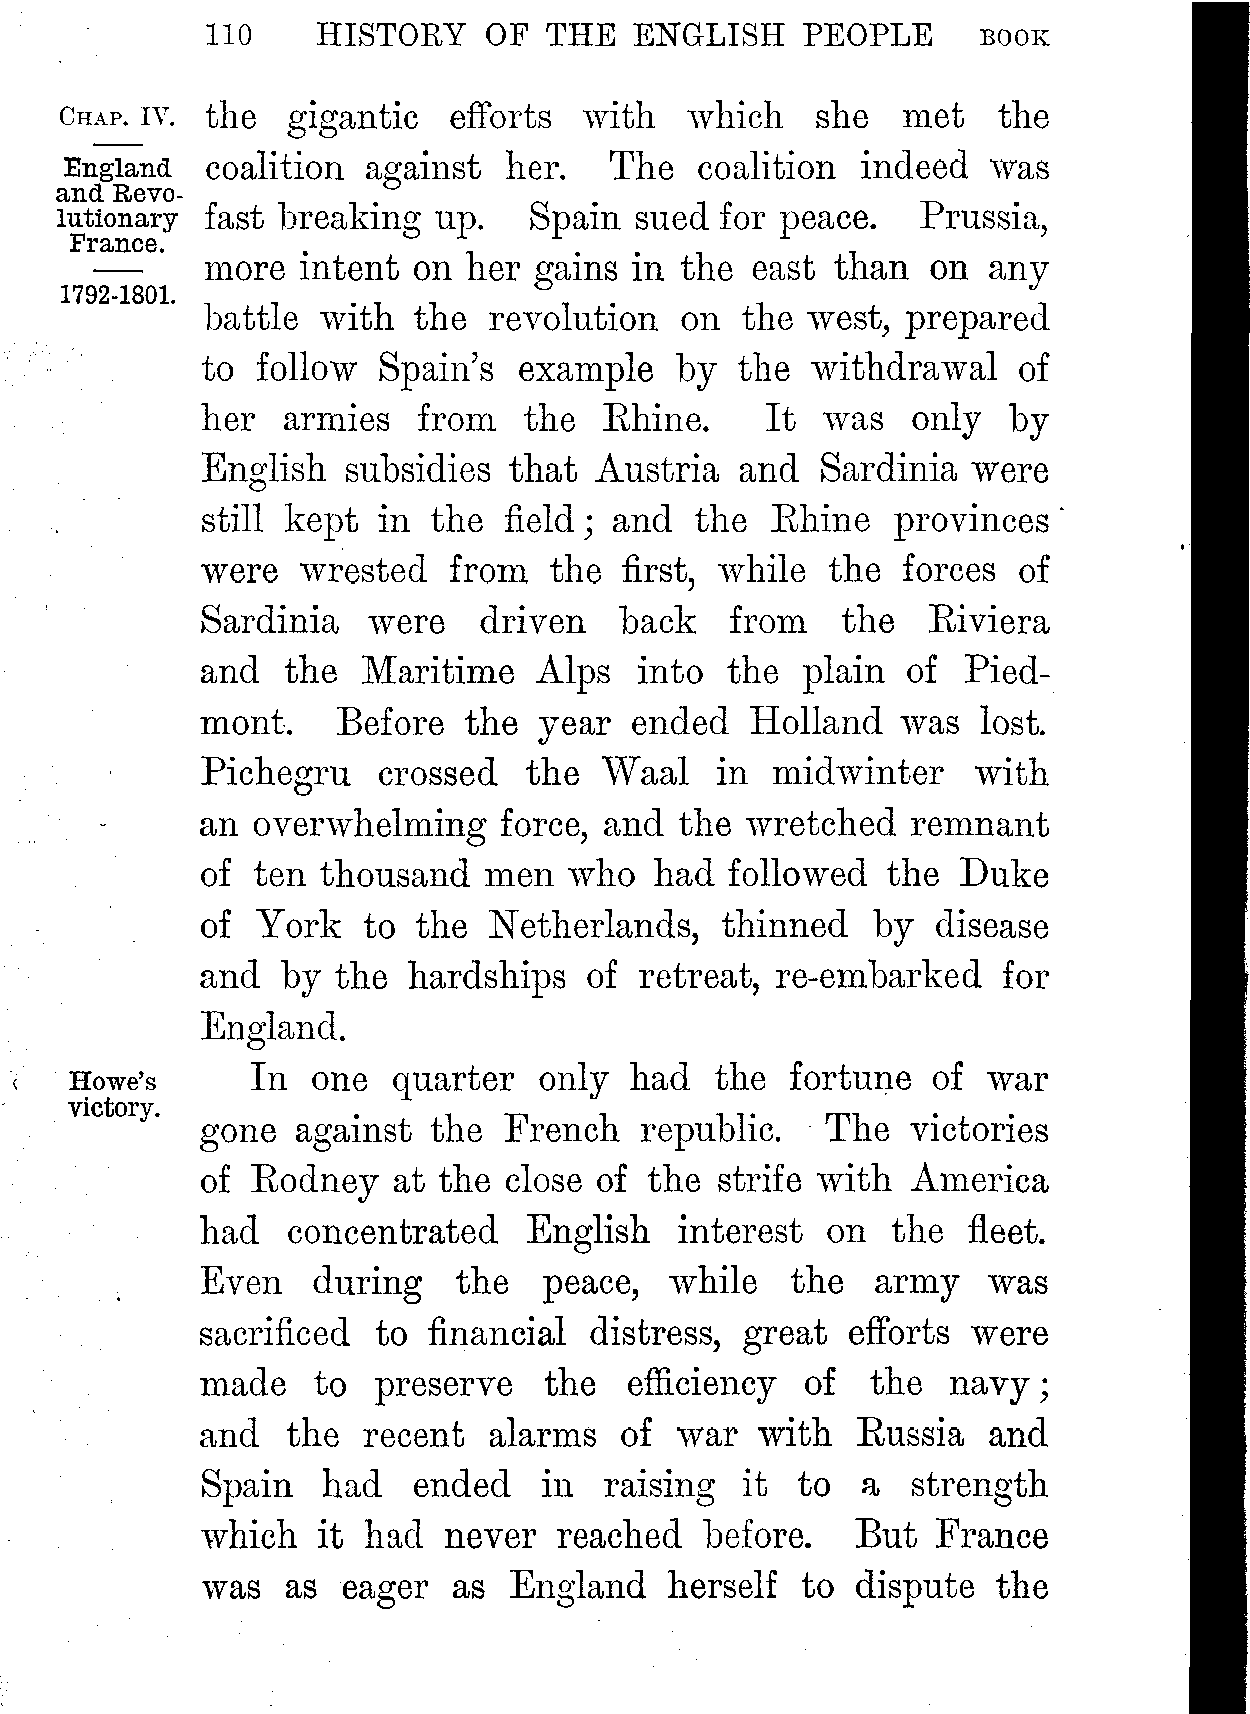 110 HISTORY OF THE ENGLISH PEOPLE BOOK
CHAP. IV.
England
and Revo-
lutionary
France.
1792-1801.
the gigantic efforts with which she met the
coalition against her. The coalition indeed was
fast breaking up. Spain sued for peace. Prussia,
more intent on her gains in the east than on any
battle with the revolution on the west, prepared
to follow Spain's example by the withdrawal of
her armies from the Rhine. It was only by
English subsidies that Austria and Sardinia were
still kept in the field; and the Rhine provinces
were wrested from the first, while the forces of
Sardinia were driven back from the Riviera
and the Maritime Alps into the plain of Pied-
mont. Before the year ended Holland was lost.
Pichegru crossed the Waal in midwinter with
an overwhelming force, and the wretched remnant
of ten thousand men who had followed the Duke
of York to the Netherlands, thinned by disease
and by the hardships of retreat, re-embarked for
England.
Howe's
victory.
In one quarter only had the fortune of war
gone against the French republic. The victories
of Rodney at the close of the strife with America
had concentrated English interest on the fleet.
Even during the peace, while the army was
sacrificed to financial distress, great efforts were
made to preserve the efficiency of the navy;
and the recent alarms of war with Russia and
Spain had ended in raising it to a strength
which it had never reached before. But France
was as eager as England herself to dispute the